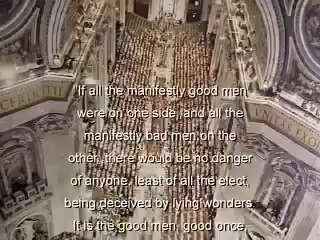 "If all the manifestly good men
were on one side, and all the
manifestly bad men on the
other, there would be no danger
of anyone, least of all the elect,
being deceived by lying wonders.
It is the good men, good once,